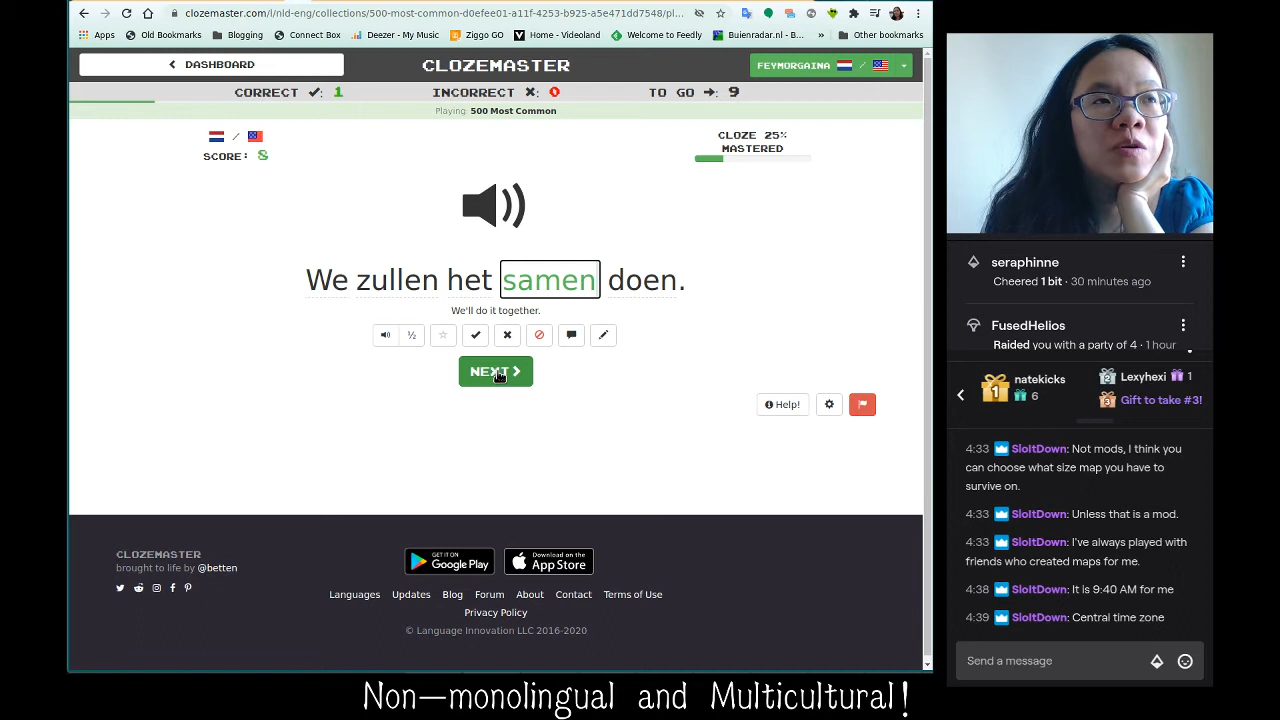 clozemaster.com/l/nld-eng/collections/500-most-common-d0efee01-a11f-4253-b925-a5e471dd7548/pl...
Apps
Old Bookmarks
Blogging
Connect Box
Deezer - My Music
Ziggo GO
Home - Videoland
Welcome to Feedly
Buienradar.nl - B...
»
Other bookmarks
DASHBOARD
CLOZEMASTER
FEYMORGAINA /
CORRECT ✔: 1
INCORRECT ✖: 0
TO GO ➔: 9
Playing: 500 Most Common
/
SCORE: 8
CLOZE 25%
MASTERED
We zullen het samen doen.
We'll do it together.
½
NEXT
Help!
CLOZEMASTER
brought to life by @betten
GET IT ON
Google Play
Download on the
App Store
Languages
Updates
Blog
Forum
About
Contact
Terms of Use
Privacy Policy
© Language Innovation LLC 2016-2020
seraphinne
Cheered 1 bit · 30 minutes ago
FusedHelios
Raided you with a party of 4 · 1 hour
1
natekicks
6
2
Lexyhexi 1
3
Gift to take #3!
4:33 SloItDown: Not mods, I think you
can choose what size map you have to
survive on.
4:33 SloItDown: Unless that is a mod.
4:33 SloItDown: I've always played with
friends who created maps for me.
4:38 SloItDown: It is 9:40 AM for me
4:39 SloItDown: Central time zone
Send a message
Non-monolingual and Multicultural!